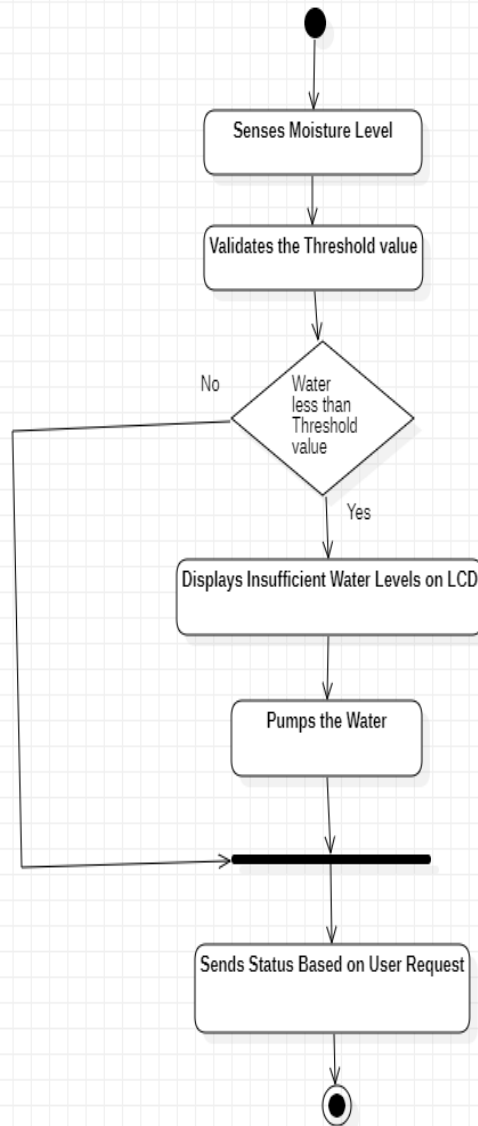 Senses Moisture Level
Validates the Threshold value
No
Water
less than
Threshold
value
Yes
Displays Insufficient Water Levels on LCD
Pumps the Water
Sends Status Based on User Request